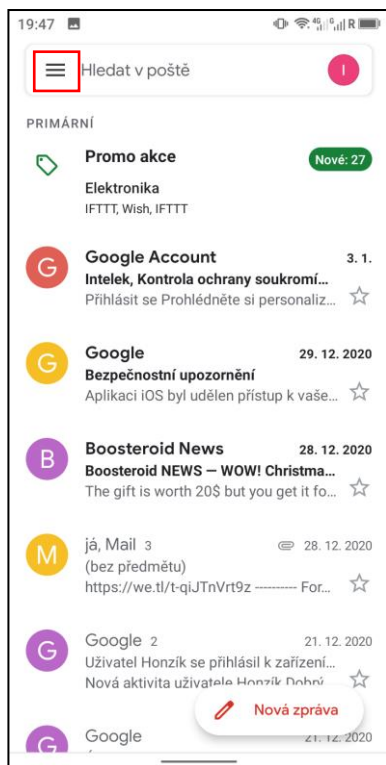 19:47 4G G R
Hledat v poště I
PRIMÁRNÍ
Promo akce Nové: 27
Elektronika
IFTTT, Wish, IFTTT
G Google Account 3. 1.
Intelek, Kontrola ochrany soukromí...
Přihlásit se Prohlédněte si personaliz...
G Google 29. 12. 2020
Bezpečnostní upozornění
Aplikaci iOS byl udělen přístup k vaše...
B Boosteroid News 28. 12. 2020
Boosteroid NEWS — WOW! Christma...
The gift is worth 20$ but you get it fo...
M já, Mail 3 28. 12. 2020
(bez předmětu)
https://we.tl/t-qiJTnVrt9z ---------- For...
G Google 2 21. 12. 2020
Uživatel Honzík se přihlásil k zařízení...
Nová aktivita uživatele Honzík Dobrý
Nová zpráva
G Google 21. 12. 2020